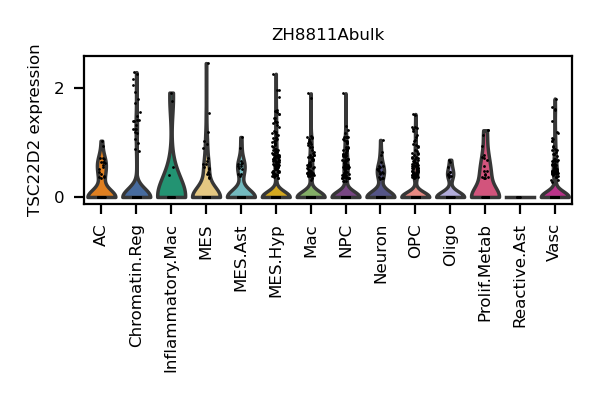 ZH8811Abulk
TSC22D2 expression
2
0
AC
Chromatin.Reg
Inflammatory.Mac
MES
MES.Ast
MES.Hyp
Mac
NPC
Neuron
OPC
Oligo
Prolif.Metab
Reactive.Ast
Vasc